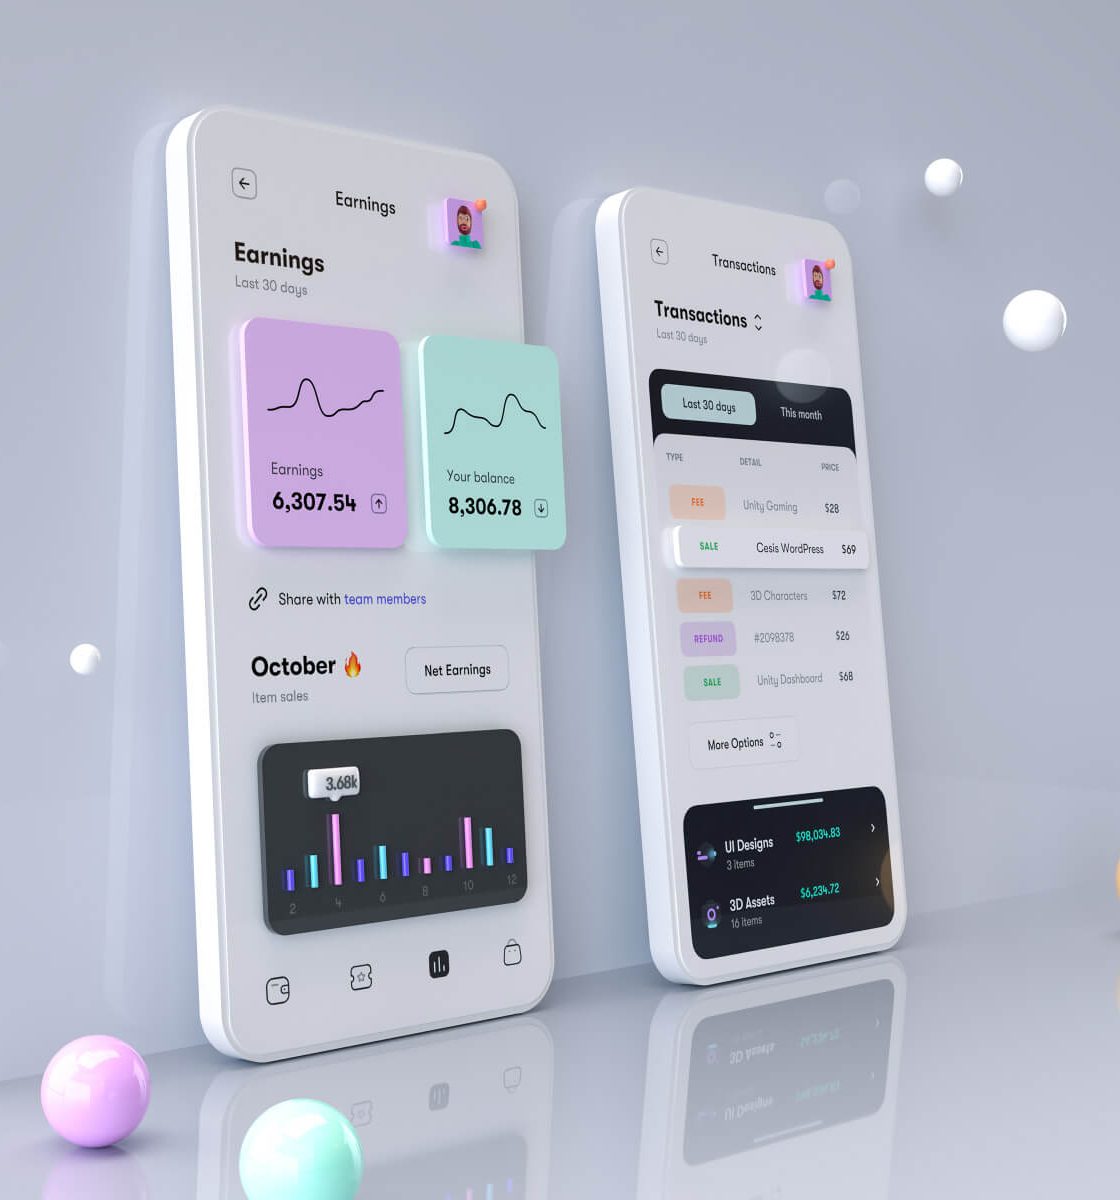 Earnings
Earnings
Last 30 days
Earnings
6,307.54
Your balance
8,306.78
Share with team members
October 🔥
Item sales
Net Earnings
3.68k
2 4 6 8 10 12
Transactions
Transactions
Last 30 days
Last 30 days This month
TYPE DETAIL PRICE
FEE Unity Gaming $28
SALE Cesis WordPress $69
FEE 3D Characters $72
REFUND #2098378 $26
SALE Unity Dashboard $68
More Options
UI Designs $98,034.83
3 items
3D Assets $6,234.72
16 items